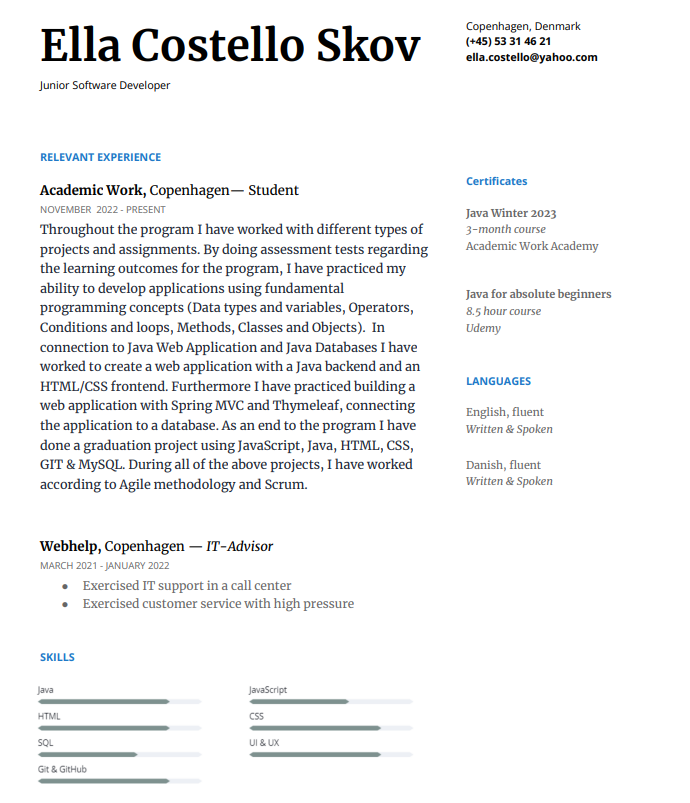 Ella Costello Skov
Junior Software Developer
Copenhagen, Denmark
(+45) 53 31 46 21
ella.costello@yahoo.com
RELEVANT EXPERIENCE
Academic Work, Copenhagen— Student
NOVEMBER 2022 - PRESENT
Throughout the program I have worked with different types of
projects and assignments. By doing assessment tests regarding
the learning outcomes for the program, I have practiced my
ability to develop applications using fundamental
programming concepts (Data types and variables, Operators,
Conditions and loops, Methods, Classes and Objects). In
connection to Java Web Application and Java Databases I have
worked to create a web application with a Java backend and an
HTML/CSS frontend. Furthermore I have practiced building a
web application with Spring MVC and Thymeleaf, connecting
the application to a database. As an end to the program I have
done a graduation project using JavaScript, Java, HTML, CSS,
GIT & MySQL. During all of the above projects, I have worked
according to Agile methodology and Scrum.
Webhelp, Copenhagen — IT-Advisor
MARCH 2021 - JANUARY 2022
● Exercised IT support in a call center
● Exercised customer service with high pressure
SKILLS
Java
JavaScript
HTML
CSS
SQL
UI & UX
Git & GitHub
Certificates
Java Winter 2023
3-month course
Academic Work Academy
Java for absolute beginners
8.5 hour course
Udemy
LANGUAGES
English, fluent
Written & Spoken
Danish, fluent
Written & Spoken